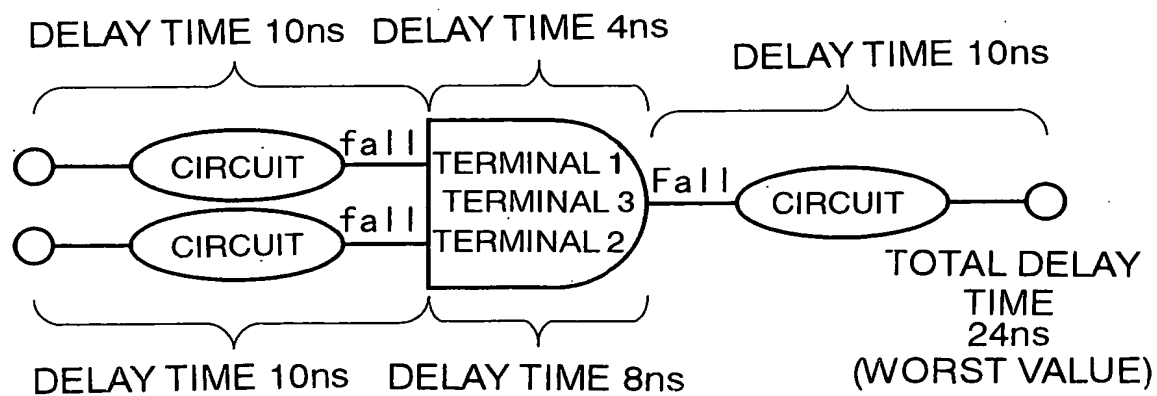 DELAY TIME 10ns DELAY TIME 4ns
DELAY TIME 10ns
fall
CIRCUIT
TERMINAL 1
Fall
TERMINAL 3
CIRCUIT
fall
CIRCUIT
TERMINAL 2
TOTAL DELAY
TIME
24ns
(WORST VALUE)
DELAY TIME 10ns DELAY TIME 8ns